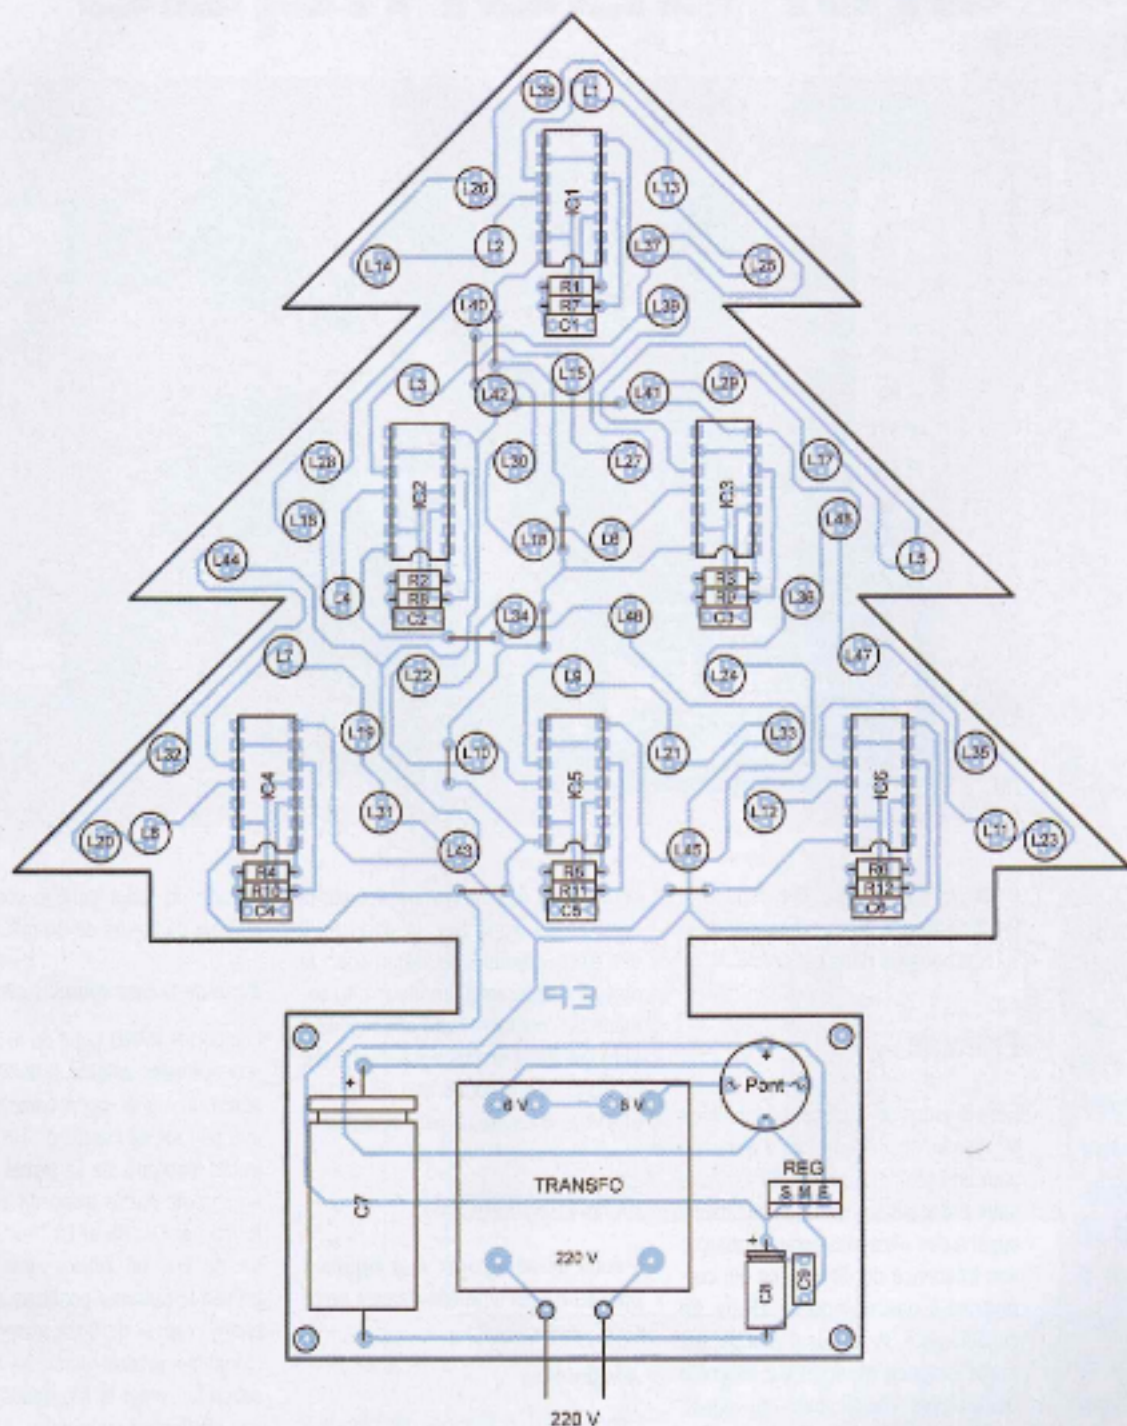 L38 L1
L26 L13
IC1
L2 L37
L14 L25
R1
L40 R7 L39
C1
L3 L15 L29
L42 L41
L28 L30 L27 L17
IC2 IC3
L16 L48
L18 L6
L44 L5
R2 R3
L4 R8 R9 L36
C2 L34 L46 C3
L7 L47
L22 L9 L24
L19 L33
L32 L10 L21 L35
IC4 IC5 IC6
L31 L12
L20 L8 L11 L23
L43 L45
R4 R5 R6
R10 R11 R12
C4 C5 C6
93
+ +
~ Pont ~
-
6 V 6 V
REG
S M E
TRANSFO
C7
+
220 V
C8 C9
220 V